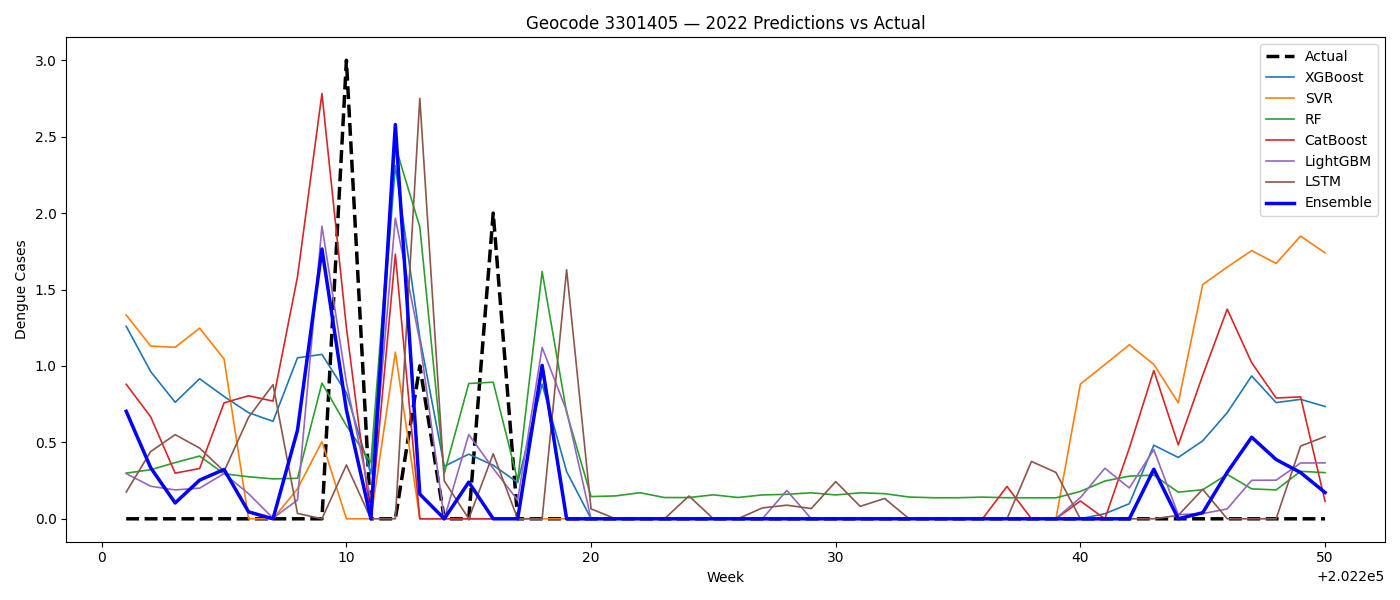 Geocode 3301405 — 2022 Predictions vs Actual
Dengue Cases
3.0
2.5
2.0
1.5
1.0
0.5
0.0
Actual
XGBoost
SVR
RF
CatBoost
LightGBM
LSTM
Ensemble
0
10
20
30
40
50
Week
+2.022e5